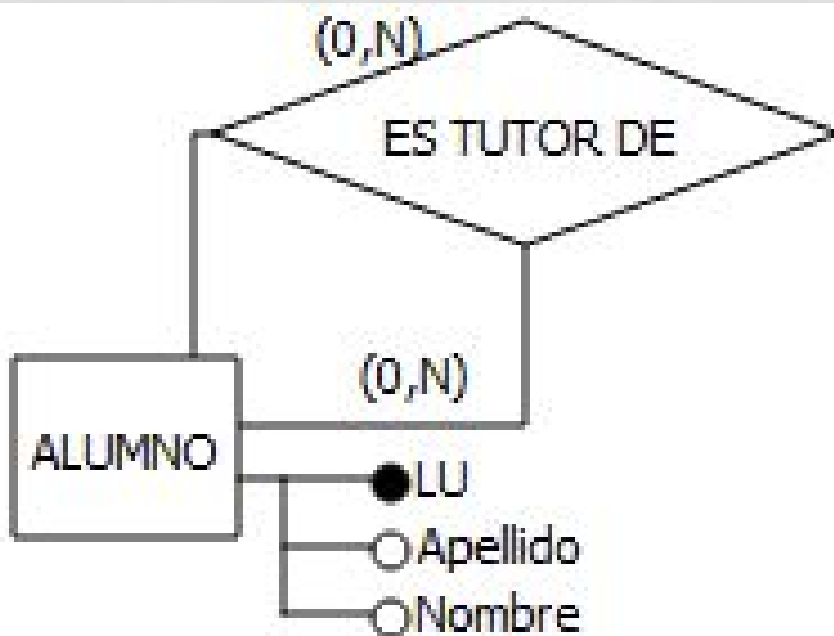 (0,N)
ES TUTOR DE
(0,N)
ALUMNO
LU
Apellido
Nombre